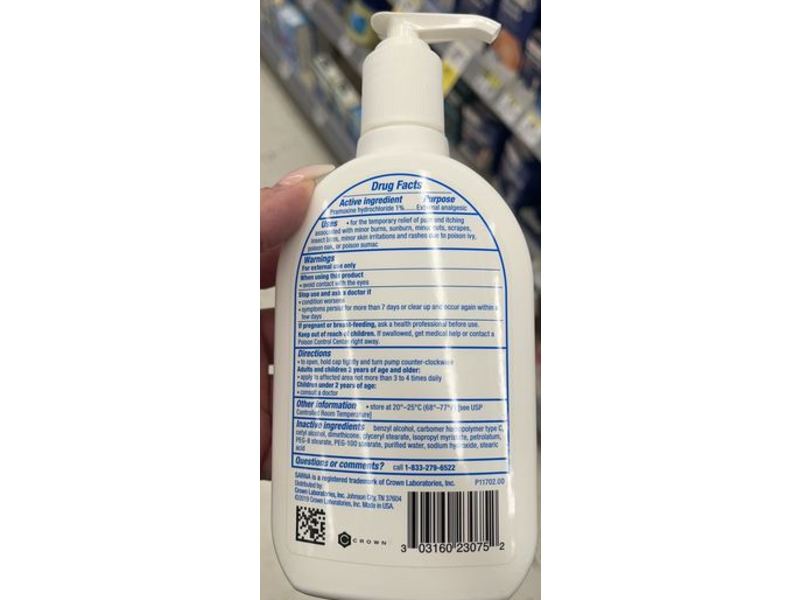 Drug Facts
Active ingredient Purpose
Pramoxine hydrochloride 1%.....External analgesic
Uses • for the temporary relief of pain and itching
associated with minor burns, sunburn, minor cuts, scrapes,
insect bites, minor skin irritations and rashes due to poison ivy,
poison oak, or poison sumac
Warnings
For external use only
When using this product
• avoid contact with the eyes
Stop use and ask a doctor if
• condition worsens
• symptoms persist for more than 7 days or clear up and occur again within a
few days
If pregnant or breast-feeding, ask a health professional before use.
Keep out of reach of children. If swallowed, get medical help or contact a
Poison Control Center right away.
Directions
• to open, hold cap tightly and turn pump counter-clockwise
Adults and children 2 years of age and older:
• apply to affected area not more than 3 to 4 times daily
Children under 2 years of age:
• consult a doctor
Other information • store at 20°-25°C (68°-77°F) [see USP
Controlled Room Temperature]
Inactive ingredients benzyl alcohol, carbomer homopolymer type C,
cetyl alcohol, dimethicone, glyceryl stearate, isopropyl myristate, petrolatum,
PEG-8 stearate, PEG-100 stearate, purified water, sodium hydroxide, stearic
acid
Questions or comments? call 1-833-279-6522
SARNA is a registered trademark of Crown Laboratories, Inc. P11702.00
Distributed by:
Crown Laboratories, Inc. Johnson City, TN 37604
©2019 Crown Laboratories, Inc. Made in USA.
CROWN
3 03160 23075 2